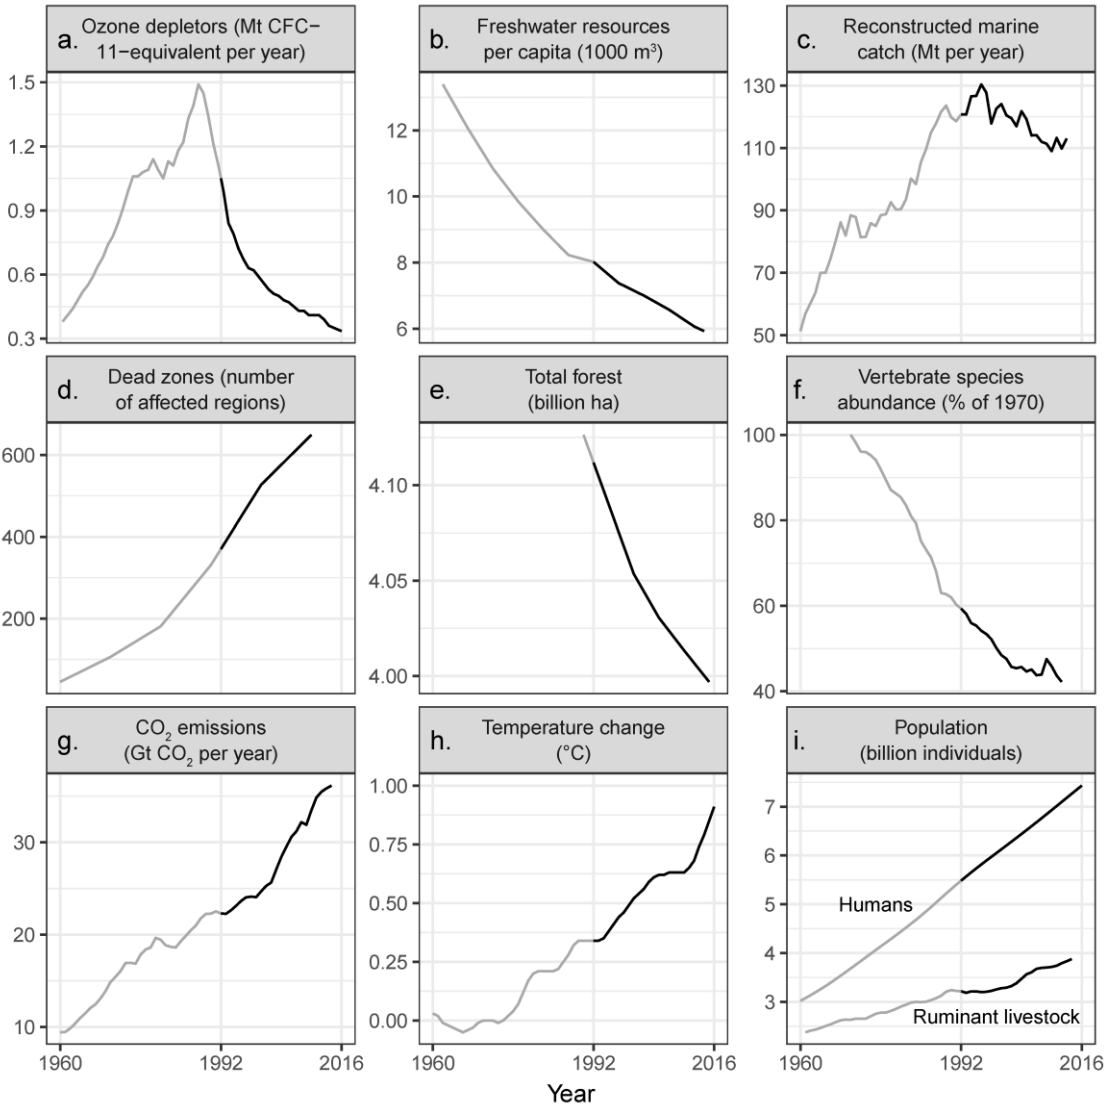 a.
Ozone depletors (Mt CFC−
11−equivalent per year)
1.5
1.2
0.9
0.6
0.3
b.
Freshwater resources
per capita (1000 m³)
12
10
8
6
c.
Reconstructed marine
catch (Mt per year)
130
110
90
70
50
d.
Dead zones (number
of affected regions)
600
400
200
e.
Total forest
(billion ha)
4.10
4.05
4.00
f.
Vertebrate species
abundance (% of 1970)
100
80
60
40
g.
CO₂ emissions
(Gt CO₂ per year)
30
20
10
1960 1992 2016
h.
Temperature change
(°C)
1.00
0.75
0.50
0.25
0.00
1960 1992 2016
i.
Population
(billion individuals)
7
6
5
4
3
Humans
Ruminant livestock
1960 1992 2016
Year